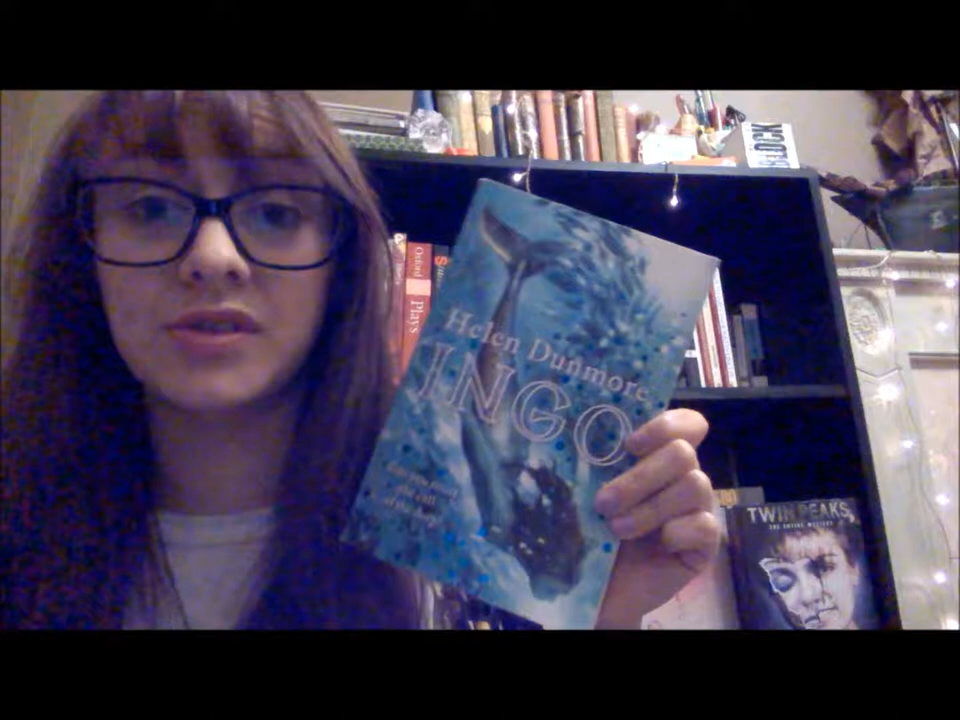 BLOCK
Oxford
Plays
Helen Dunmore
INGO
TWIN PEAKS
THE ENTIRE MYSTERY